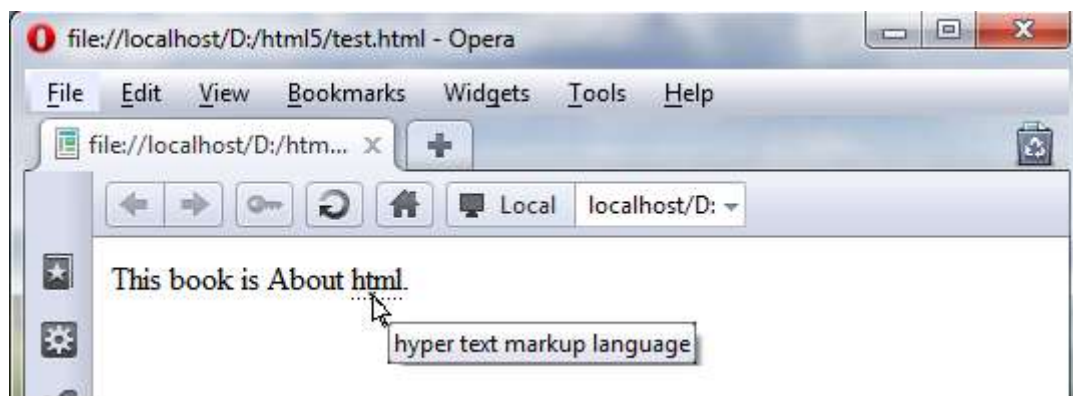 file://localhost/D:/html5/test.html - Opera
File Edit View Bookmarks Widgets Tools Help
file://localhost/D:/htm...
Local localhost/D:
This book is About html.
hyper text markup language